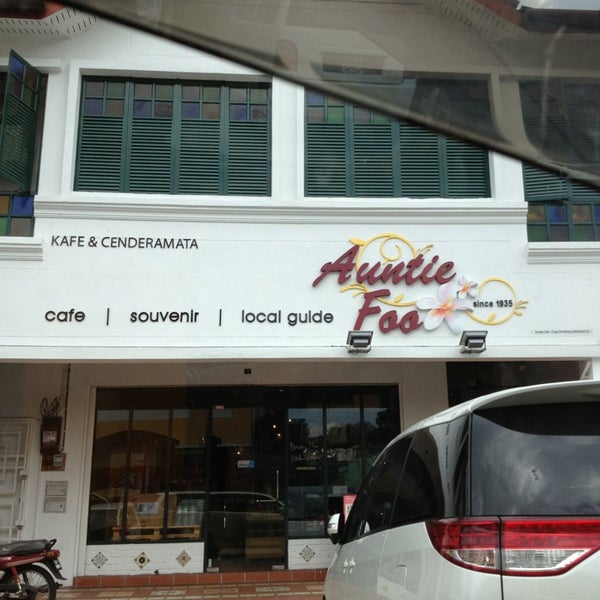 KAFE & CENDERAMATA
Auntie
Foo
since 1935
cafe | souvenir | local guide